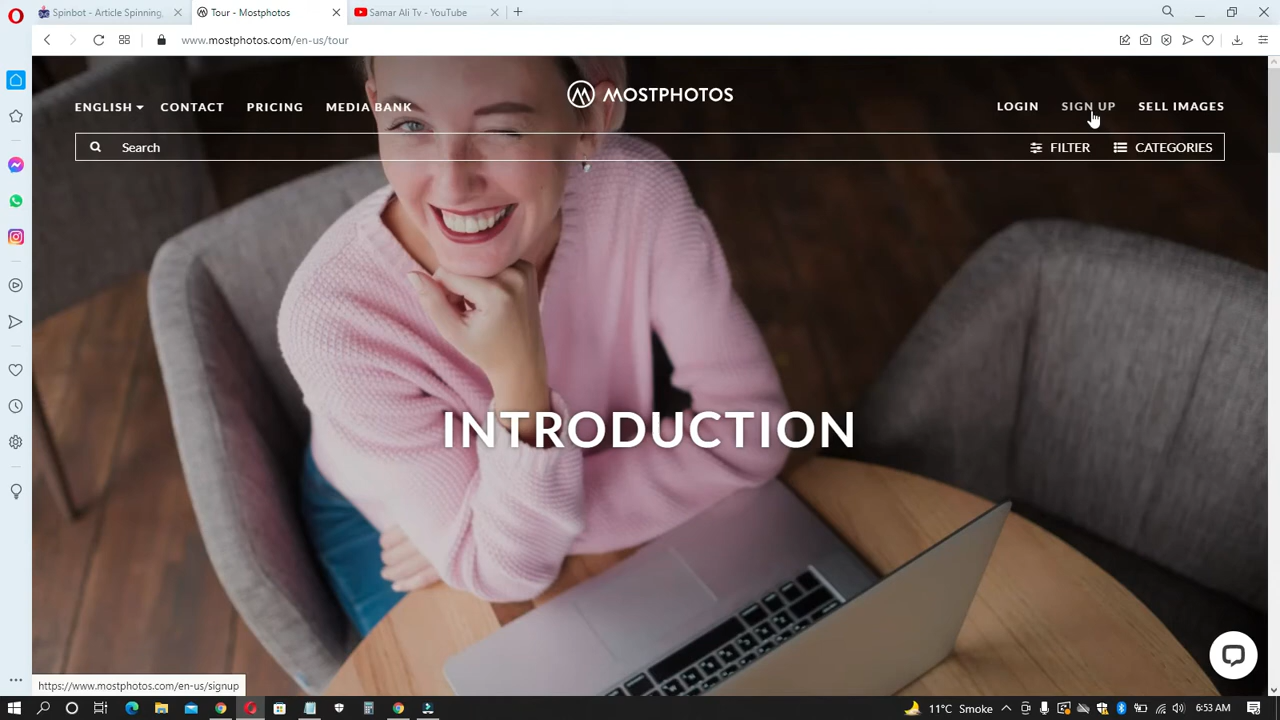 Spinbot - Article Spinning,
Tour - Mostphotos
Samar Ali Tv - YouTube
www.mostphotos.com/en-us/tour
ENGLISH
CONTACT
PRICING
MEDIA BANK
MOSTPHOTOS
LOGIN
SIGN UP
SELL IMAGES
Search
FILTER
CATEGORIES
INTRODUCTION
https://www.mostphotos.com/en-us/signup
11°C Smoke
6:53 AM